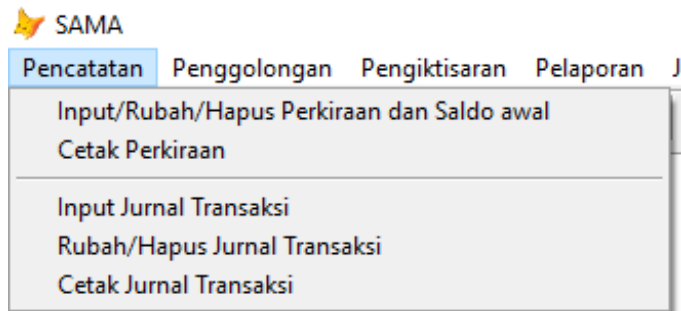 SAMA
Pencatatan Penggolongan Pengiktisaran Pelaporan J
Input/Rubah/Hapus Perkiraan dan Saldo awal
Cetak Perkiraan
Input Jurnal Transaksi
Rubah/Hapus Jurnal Transaksi
Cetak Jurnal Transaksi